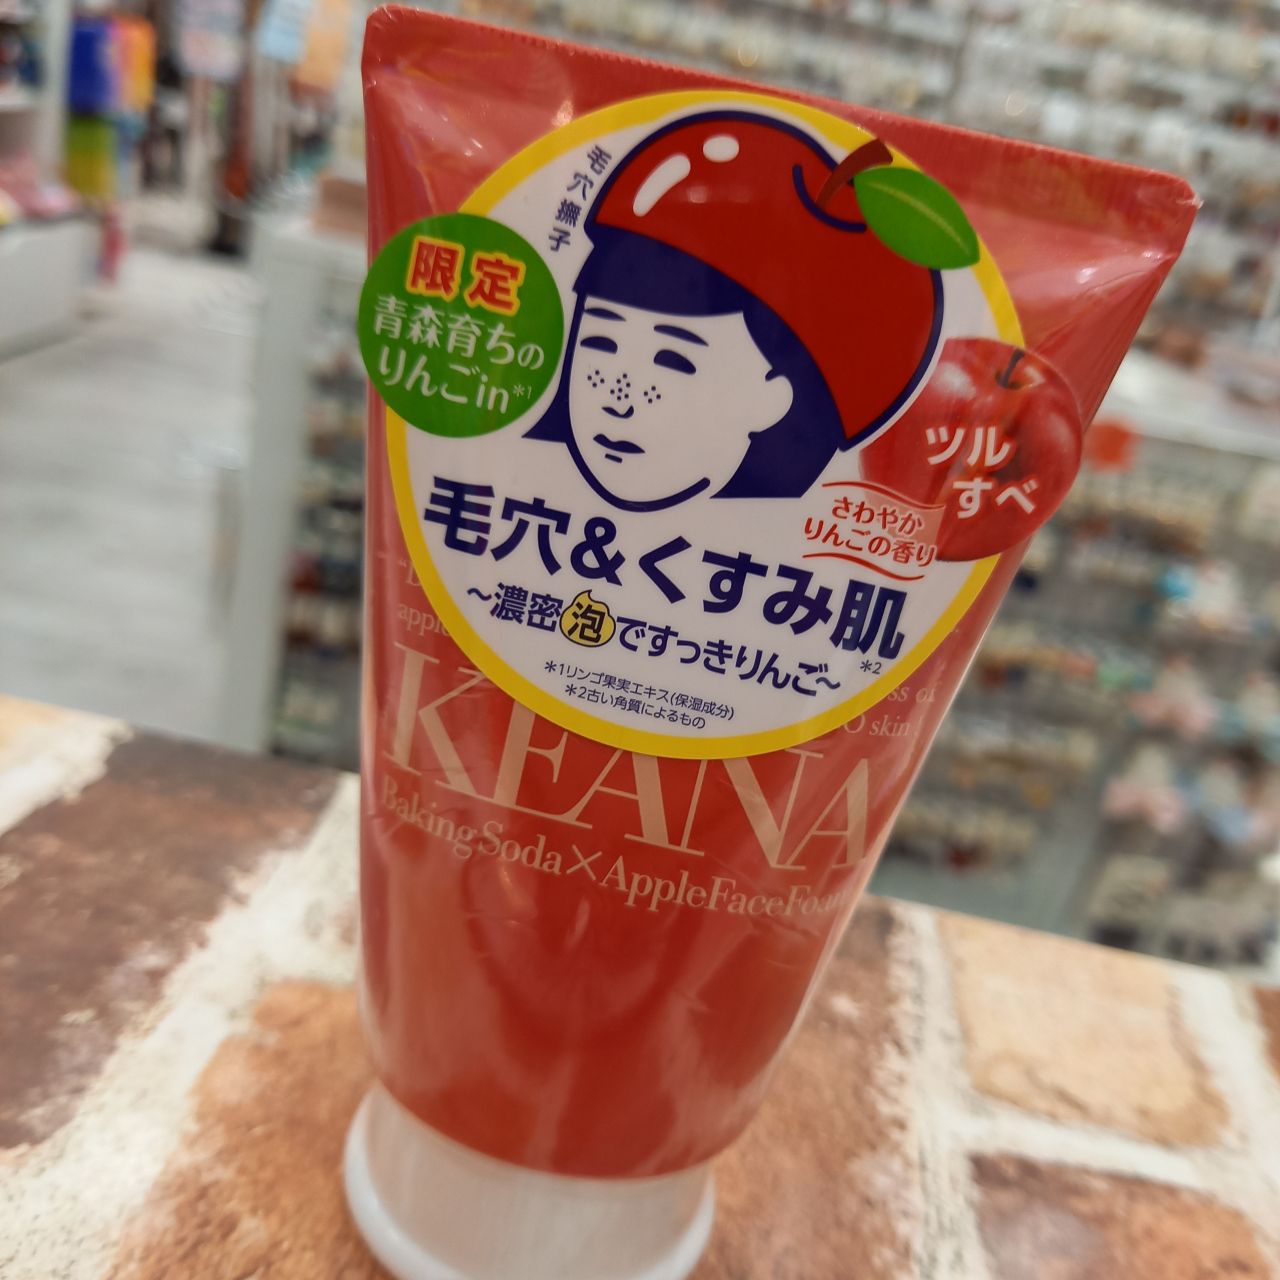 毛穴撫子
限定
青森育ちの
りんごin*1
ツル
すべ
さわやか
りんごの香り
毛穴&くすみ肌*2
~濃密泡ですっきりんご~
*1リンゴ果実エキス(保湿成分)
*2古い角質によるもの
skin
KEANA
Baking Soda×AppleFaceFoam